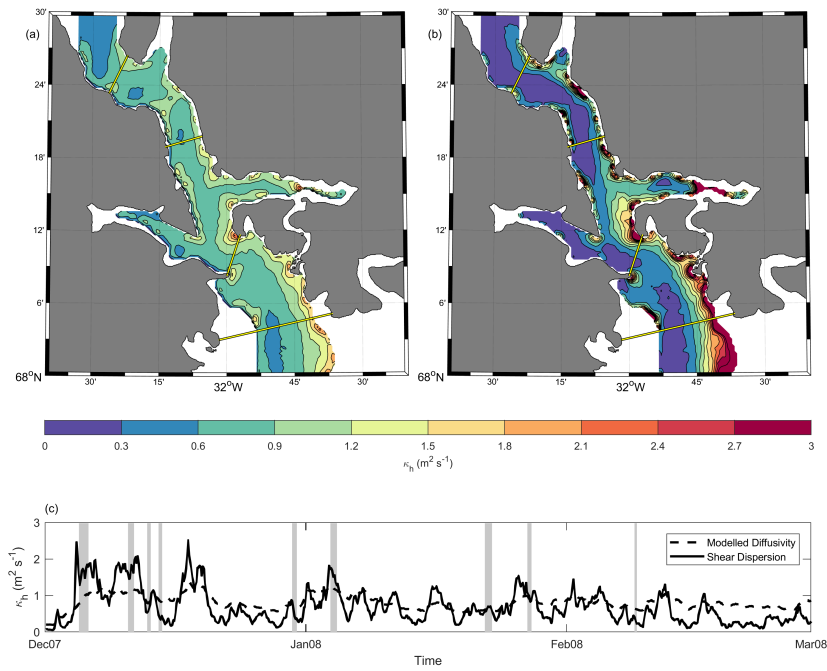 (a)
(b)
24'
18'
12'
6'
68°N
30'
15'
32°W
45'
30'
24'
18'
12'
6'
68°N
30'
15'
32°W
45'
30'
0 0.3 0.6 0.9 1.2 1.5 1.8 2.1 2.4 2.7 3
κh (m² s⁻¹)
(c)
κh (m² s⁻¹)
3
2
1
0
Modelled Diffusivity
Shear Dispersion
Dec07 Jan08 Feb08 Mar08
Time